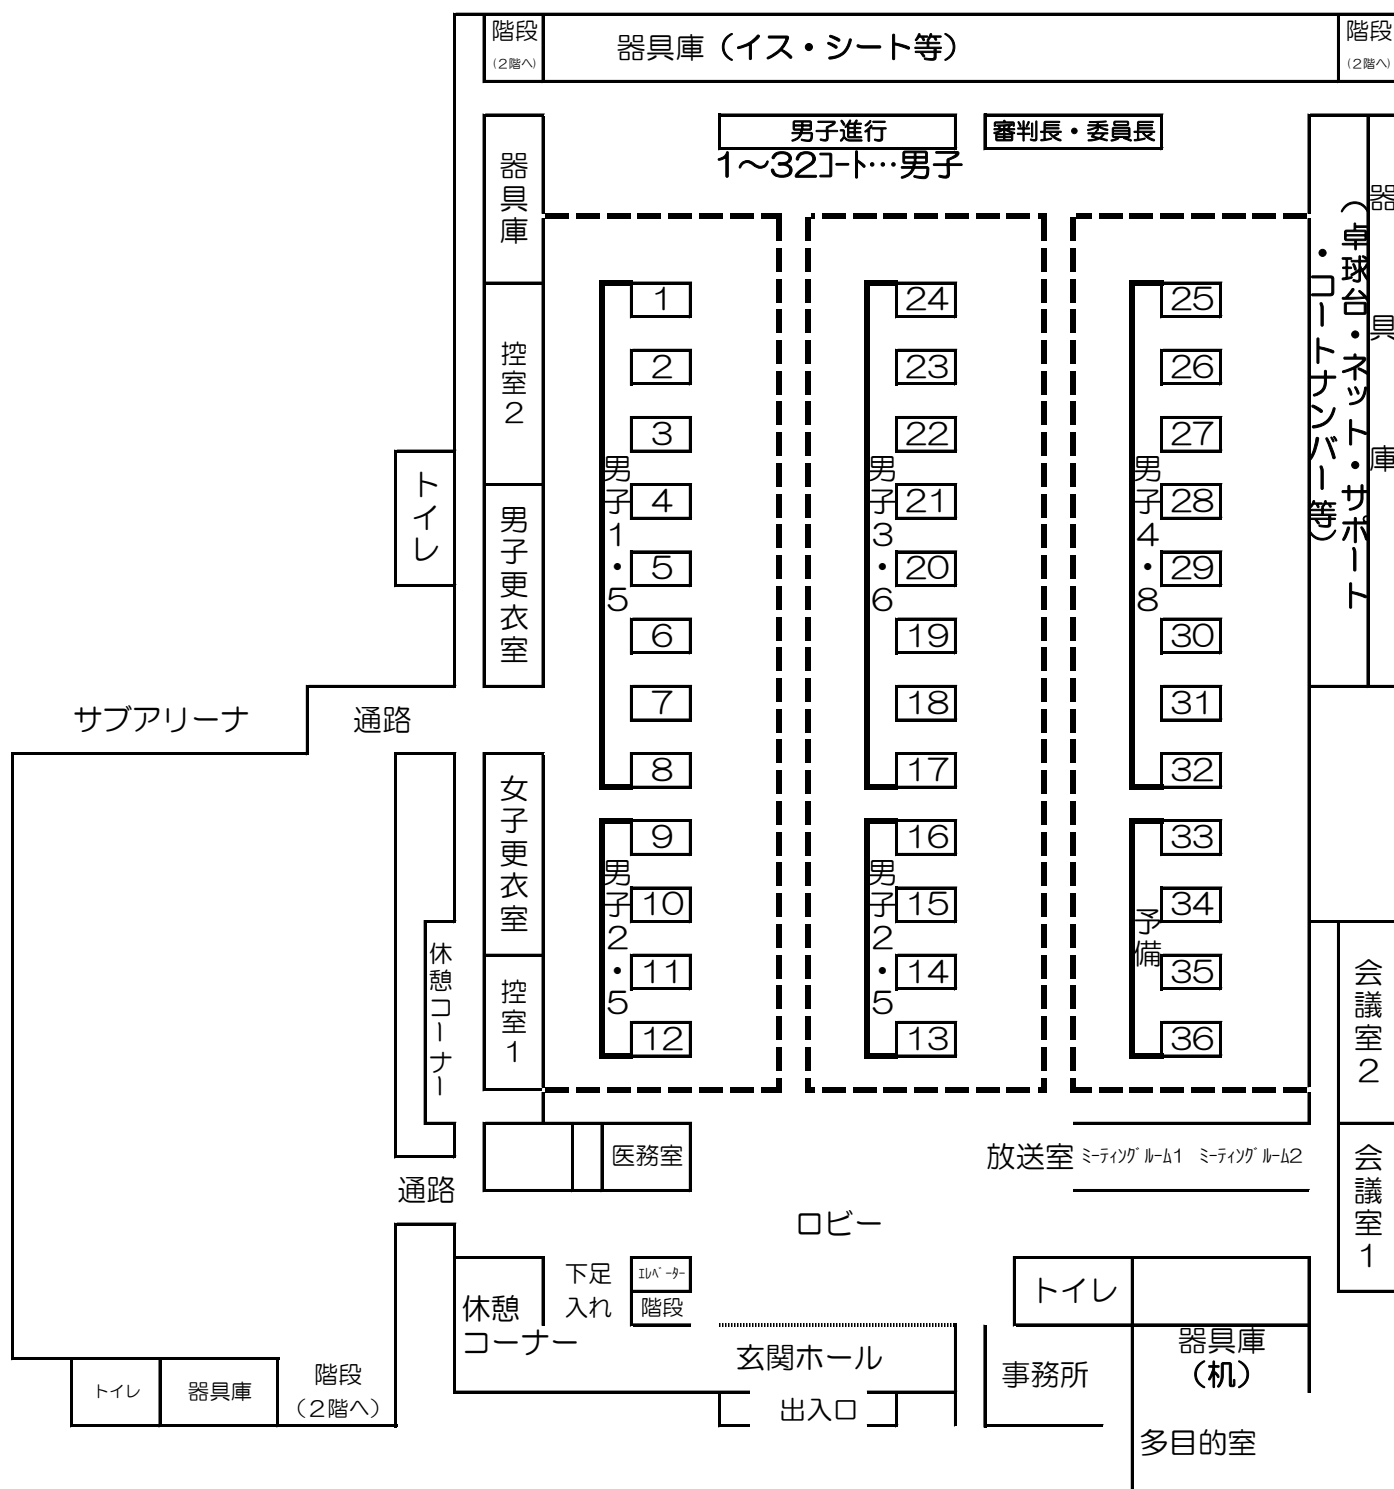 階段
(2階へ)
器具庫（イス・シート等）
階段
(2階へ)
男子進行
審判長・委員長
1～32ｺｰﾄ…男子
器具庫
器具庫
（卓球台・ネット・サポート
・コートナンバー等）
控室2
トイレ
男子更衣室
男子1・5
1
2
3
4
5
6
7
8
男子3・6
24
23
22
21
20
19
18
17
男子4・8
25
26
27
28
29
30
31
32
サブアリーナ
通路
女子更衣室
休憩コーナー
控室1
男子2・5
9
10
11
12
男子2・5
16
15
14
13
予備
33
34
35
36
会議室2
医務室
放送室
ﾐｰﾃｨﾝｸﾞﾙｰﾑ1
ﾐｰﾃｨﾝｸﾞﾙｰﾑ2
会議室1
通路
ロビー
下足
入れ
ｴﾚﾍﾞｰﾀｰ
階段
休憩
コーナー
トイレ
玄関ホール
事務所
器具庫
（机）
トイレ
器具庫
階段
（2階へ）
出入口
多目的室